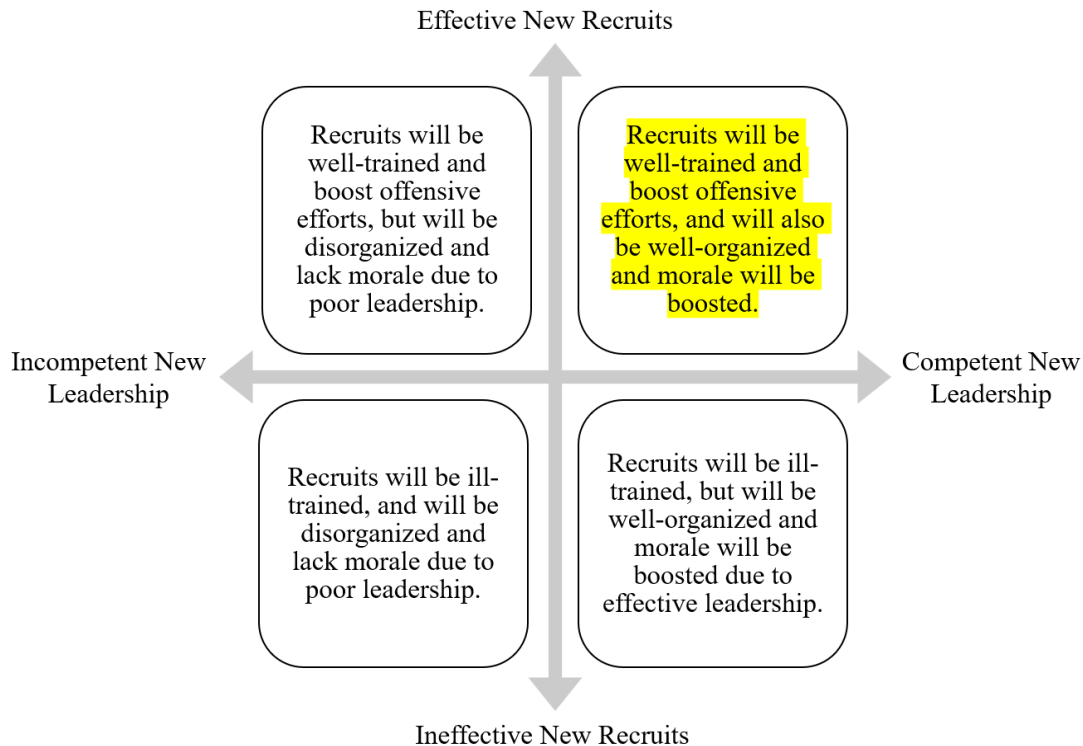 Effective New Recruits
Recruits will be
well-trained and
boost offensive
efforts, but will be
disorganized and
lack morale due to
poor leadership.
Recruits will be
well-trained and
boost offensive
efforts, and will also
be well-organized
and morale will be
boosted.
Incompetent New
Leadership
Competent New
Leadership
Recruits will be ill-
trained, and will be
disorganized and
lack morale due to
poor leadership.
Recruits will be ill-
trained, but will be
well-organized and
morale will be
boosted due to
effective leadership.
Ineffective New Recruits